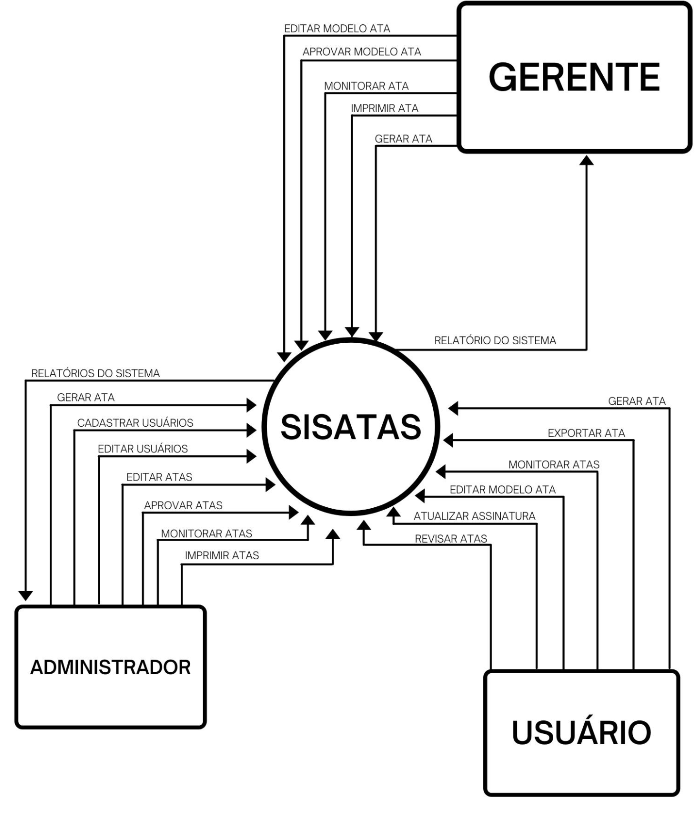 EDITAR MODELO ATA
APROVAR MODELO ATA
MONITORAR ATA
IMPRIMIR ATA
GERAR ATA
GERENTE
RELATÓRIO DO SISTEMA
SISATAS
RELATÓRIOS DO SISTEMA
GERAR ATA
CADASTRAR USUÁRIOS
EDITAR USUÁRIOS
EDITAR ATAS
APROVAR ATAS
MONITORAR ATAS
IMPRIMIR ATAS
ADMINISTRADOR
GERAR ATA
EXPORTAR ATA
MONITORAR ATAS
EDITAR MODELO ATA
ATUALIZAR ASSINATURA
REVISAR ATAS
USUÁRIO